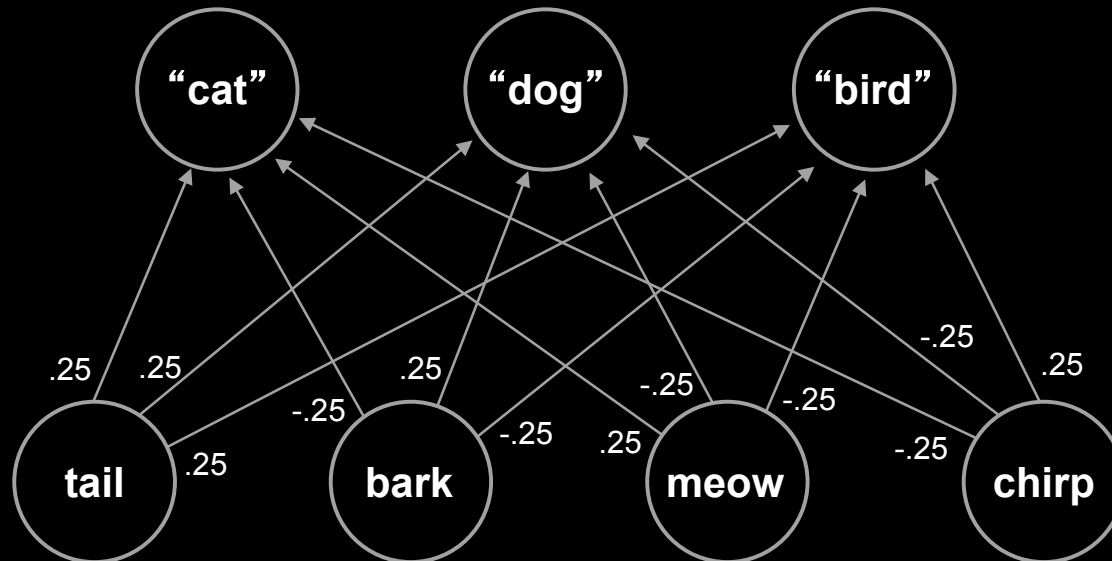 “cat” “dog” “bird”
-.25
.25 .25 .25 -.25 .25
-.25 -.25
.25 -.25 .25 -.25
tail bark meow chirp